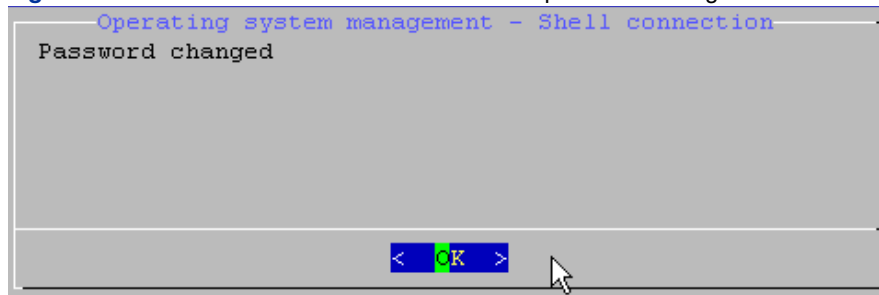 Operating system management - Shell connection
Password changed
< OK >